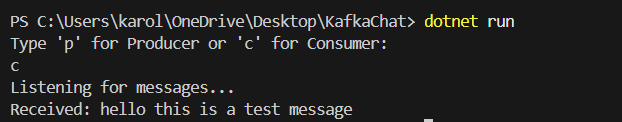 PS C:\Users\karol\OneDrive\Desktop\KafkaChat> dotnet run
Type 'p' for Producer or 'c' for Consumer:
c
Listening for messages...
Received: hello this is a test message